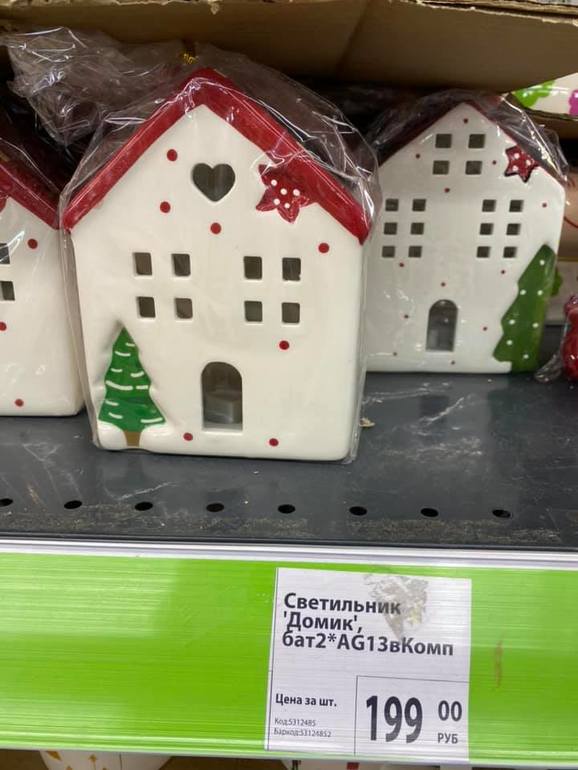 Светильник
'Домик',
бат2*AG13вКомп
Цена за шт.
199 00
РУБ
Код:5312485
Баркод:53124852